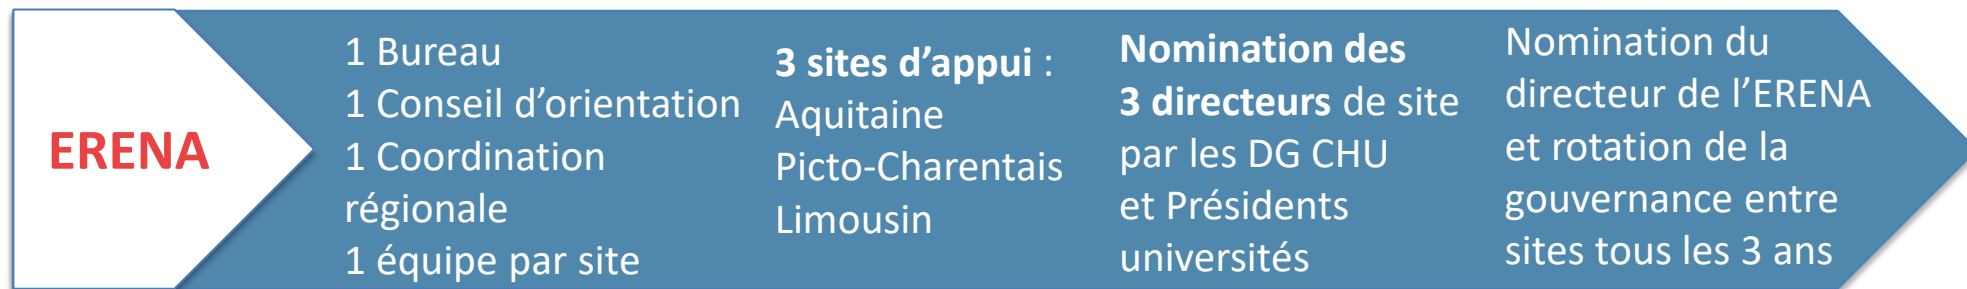 ERENA
1 Bureau
1 Conseil d’orientation
1 Coordination
régionale
1 équipe par site
3 sites d’appui :
Aquitaine
Picto-Charentais
Limousin
Nomination des
3 directeurs de site
par les DG CHU
et Présidents
universités
Nomination du
directeur de l’ERENA
et rotation de la
gouvernance entre
sites tous les 3 ans